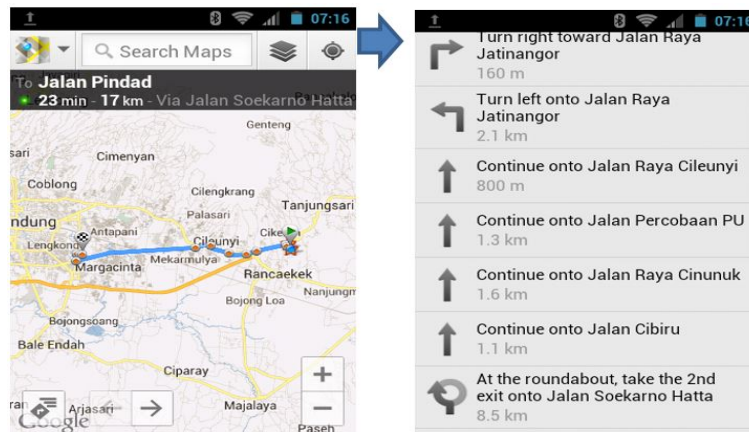 07:16
Search Maps
To Jalan Pindad
23 min - 17 km - Via Jalan Soekarno Hatta
Genteng
sari
Cimenyan
Coblong
Cilengkrang
Tanjungsari
Palasari
ndung
Antapani
Lengkong
Cileunyi
Margacinta
Mekarmulya
Rancaekek
Nanjungm
Bojong Loa
Bojongsoang
Bale Endah
Ciparay
Arjasari
Majalaya
Google
Paseh
07:16
Turn right toward Jalan Raya
Jatinangor
160 m
Turn left onto Jalan Raya
Jatinangor
2.1 km
Continue onto Jalan Raya Cileunyi
800 m
Continue onto Jalan Percobaan PU
1.3 km
Continue onto Jalan Raya Cinunuk
1.6 km
Continue onto Jalan Cibiru
1.1 km
At the roundabout, take the 2nd
exit onto Jalan Soekarno Hatta
8.5 km